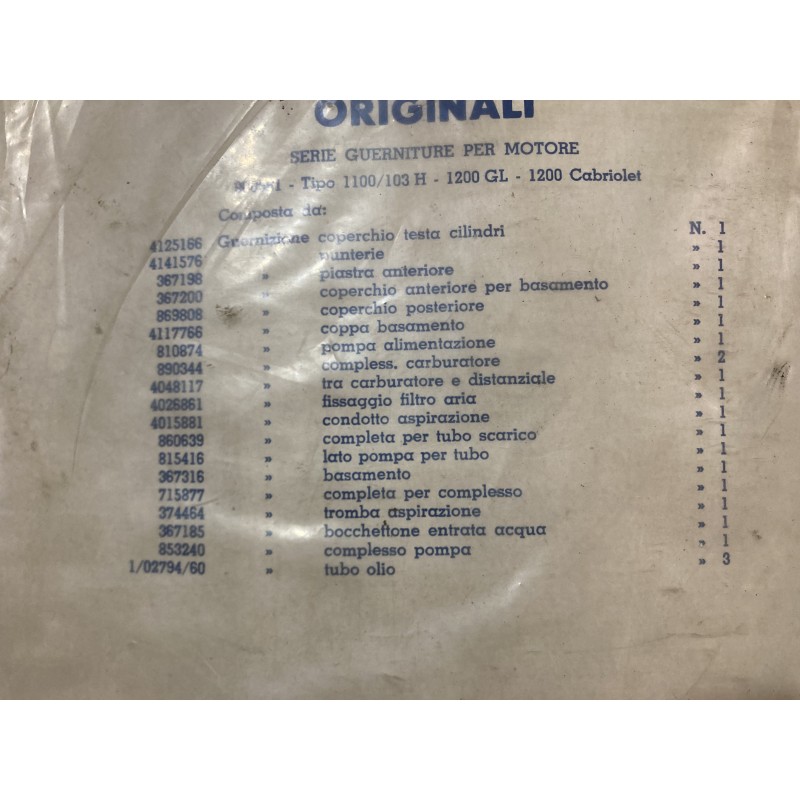 ORIGINALI
SERIE GUERNITURE PER MOTORE
- Tipo 1100/103 H - 1200 GL - 1200 Cabriolet
Composta da:
4125166 Guernizione coperchio testa cilindri N. 1
4141576 punterie » 1
367198 » piastra anteriore » 1
367200 » coperchio anteriore per basamento » 1
869808 » coperchio posteriore » 1
4117766 » coppa basamento » 1
810874 » pompa alimentazione » 1
890344 » compless. carburatore » 2
4048117 » tra carburatore e distanziale » 1
4026861 » fissaggio filtro aria » 1
4015881 » condotto aspirazione » 1
860639 » completa per tubo scarico » 1
815416 » lato pompa per tubo » 1
367316 » basamento » 1
715877 » completa per complesso » 1
374464 » tromba aspirazione » 1
367185 » bocchettone entrata acqua » 1
853240 » complesso pompa » 1
1/02794/60 » tubo olio » 3